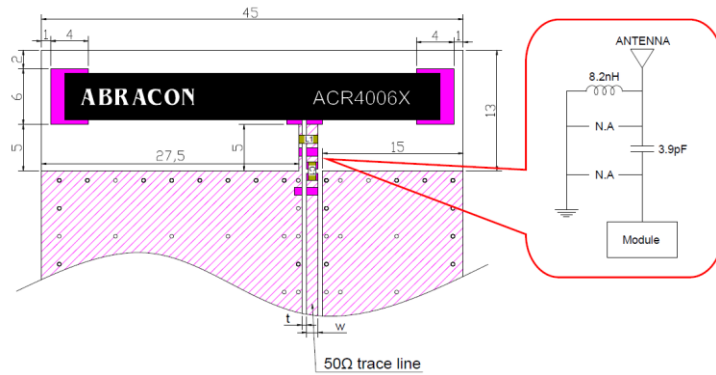 45
1 4
4 1
2
6
5
ABRACON ACR4006X
13
27,5
5
15
t
w
50Ω trace line
ANTENNA
8.2nH
N.A
3.9pF
N.A
Module